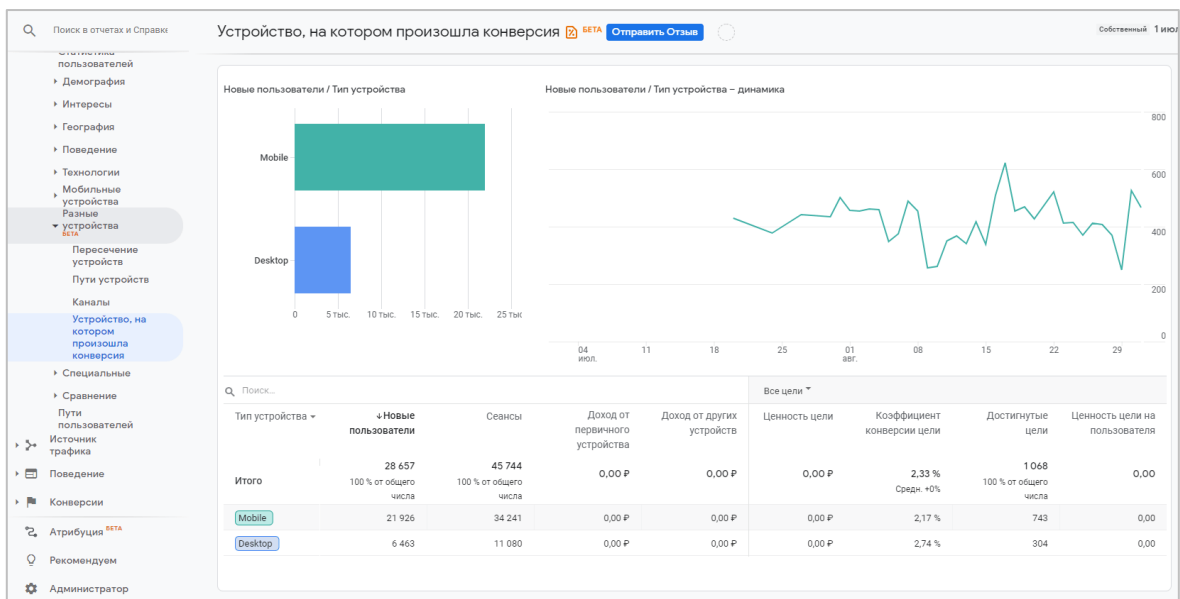 Поиск в отчетах и Справке
Статистика
пользователей
Демография
Интересы
География
Поведение
Технологии
Мобильные
устройства
Разные
устройства
БЕТА
Пересечение
устройств
Пути устройств
Каналы
Устройство, на
котором
произошла
конверсия
Специальные
Сравнение
Пути
пользователей
Источник
трафика
Поведение
Конверсии
Атрибуция БЕТА
Рекомендуем
Администратор
Устройство, на котором произошла конверсия БЕТА Отправить Отзыв
Собственный 1 июл
Новые пользователи / Тип устройства
Mobile
Desktop
0 5 тыс. 10 тыс. 15 тыс. 20 тыс. 25 тыс
Новые пользователи / Тип устройства – динамика
800
600
400
200
0
04 11 18 25 01 08 15 22 29
июл. авг.
Поиск...
Все цели
Тип устройства ↓Новые Сеансы Доход от Доход от других Ценность цели Коэффициент Достигнутые Ценность цели на
пользователи первичного устройств конверсии цели цели пользователя
устройства
Итого 28 657 45 744 0,00 ₽ 0,00 ₽ 0,00 ₽ 2,33 % 1 068 0,00
100 % от общего 100 % от общего Средн. +0% 100 % от общего
числа числа числа
Mobile 21 926 34 241 0,00 ₽ 0,00 ₽ 0,00 ₽ 2,17 % 743 0,00
Desktop 6 463 11 080 0,00 ₽ 0,00 ₽ 0,00 ₽ 2,74 % 304 0,00